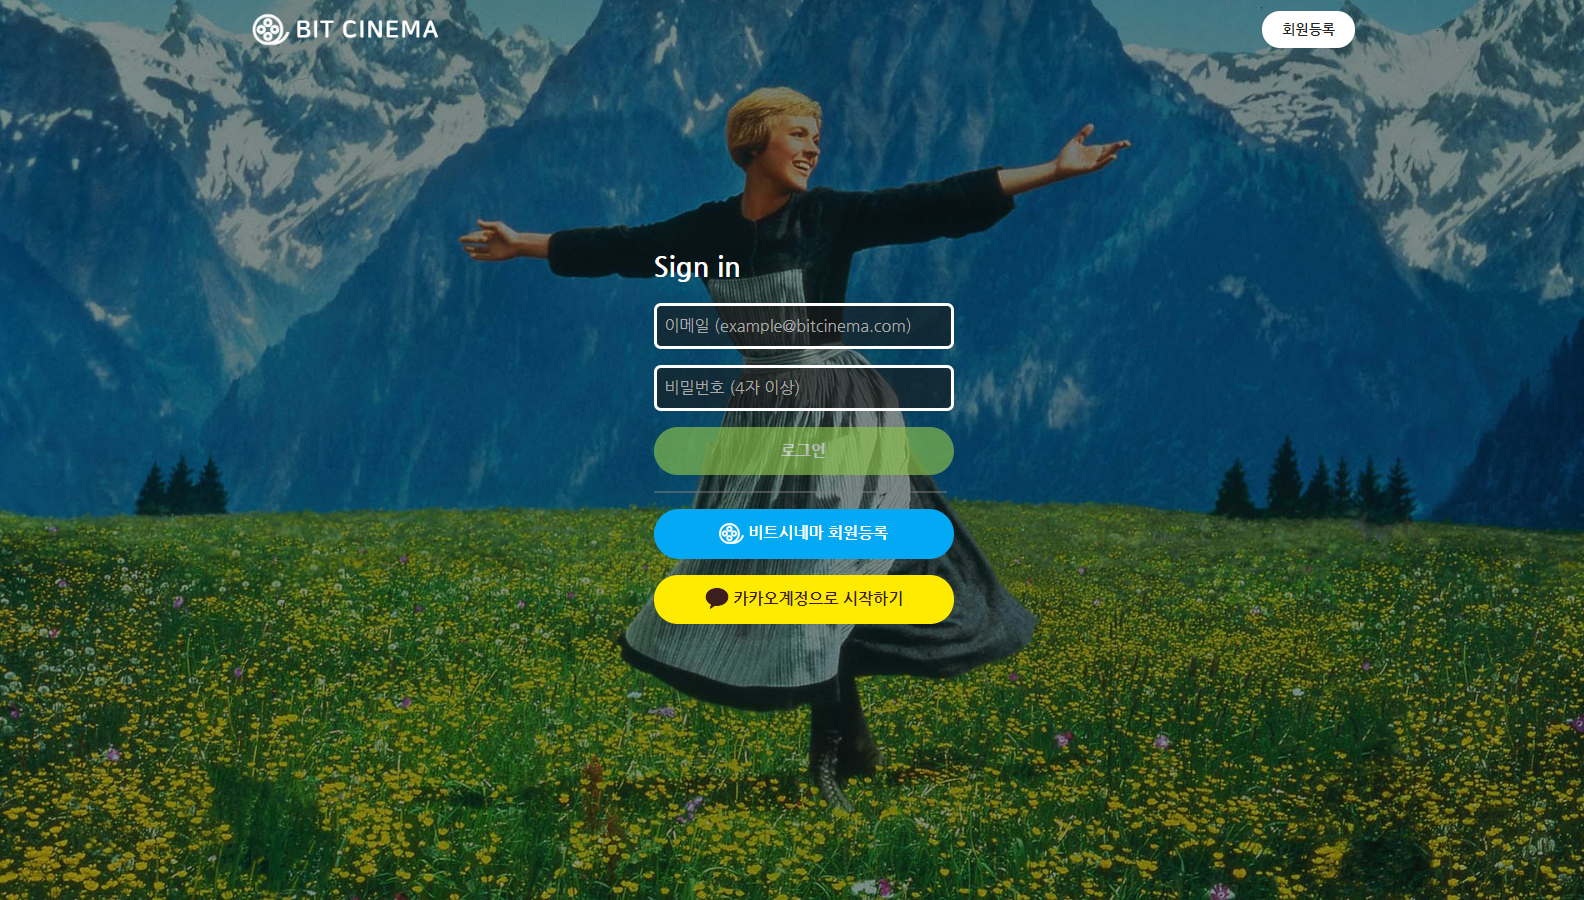 BIT CINEMA
회원등록
Sign in
이메일 (example@bitcinema.com)
비밀번호 (4자 이상)
로그인
비트시네마 회원등록
카카오계정으로 시작하기